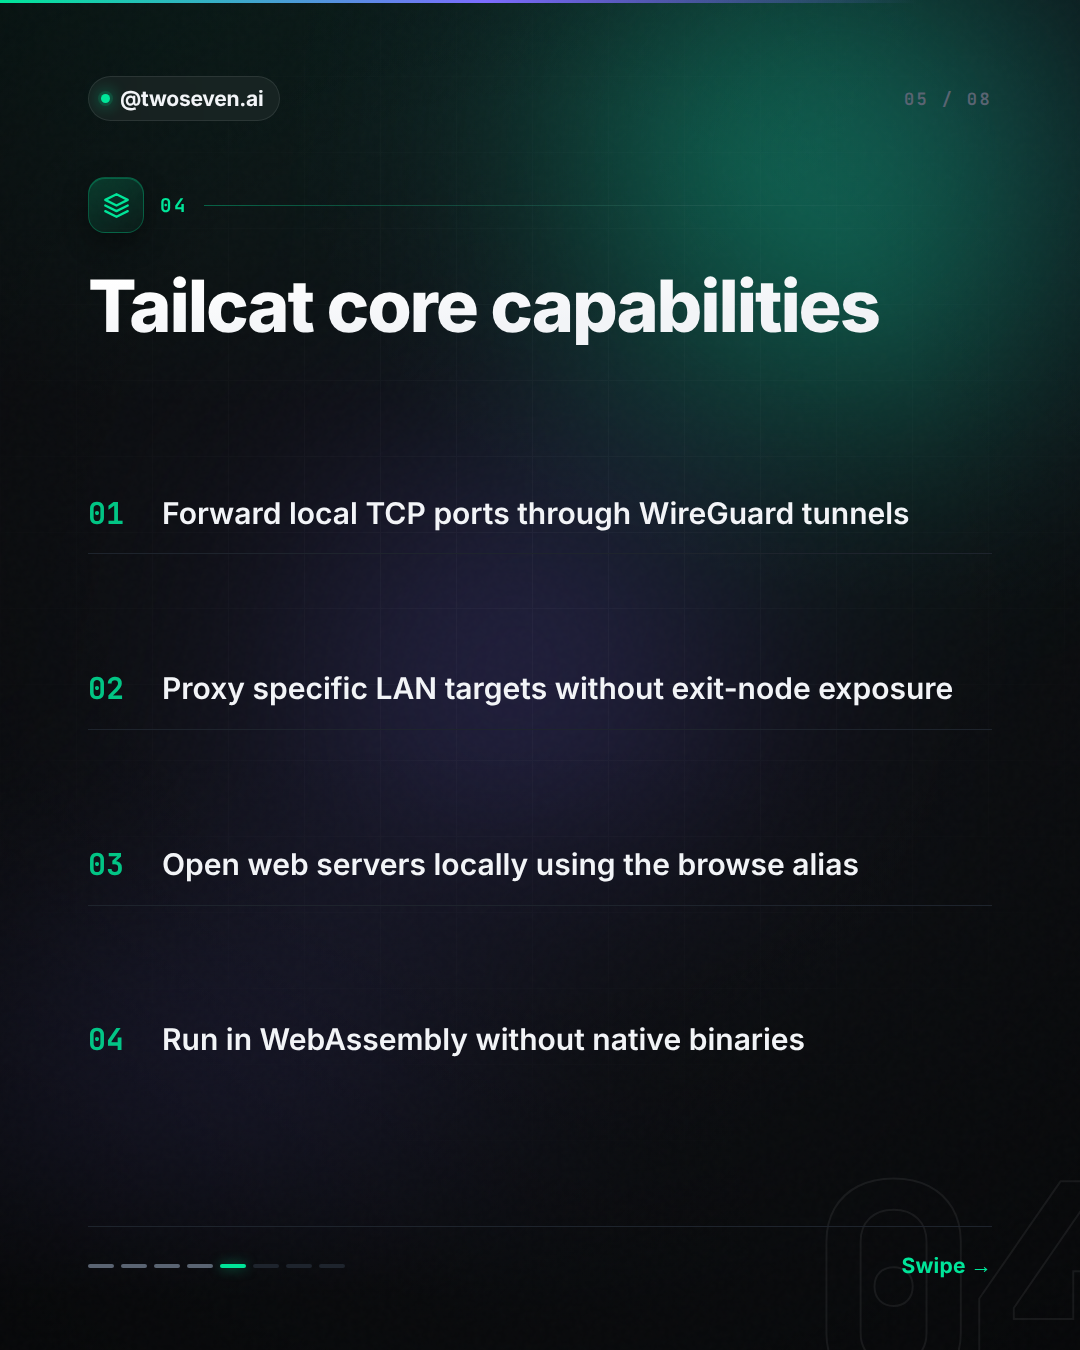 @twoseven.ai
05 / 08
04
Tailcat core capabilities
01 Forward local TCP ports through WireGuard tunnels
02 Proxy specific LAN targets without exit-node exposure
03 Open web servers locally using the browse alias
04 Run in WebAssembly without native binaries
Swipe →
04